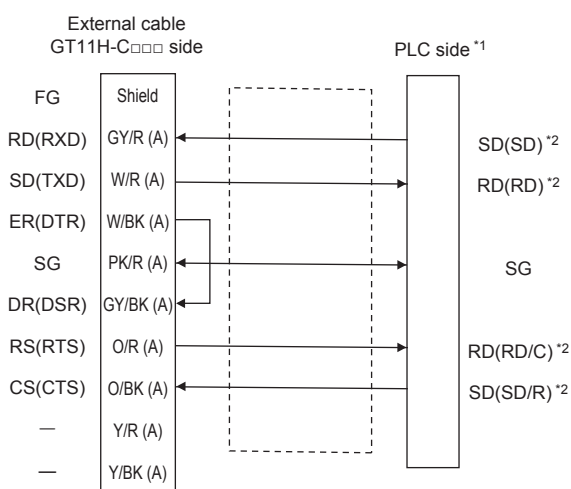 External cable
GT11H-C□□□ side
PLC side *1
FG Shield
RD(RXD) GY/R (A) SD(SD) *2
SD(TXD) W/R (A) RD(RD) *2
ER(DTR) W/BK (A)
SG PK/R (A) SG
DR(DSR) GY/BK (A)
RS(RTS) O/R (A) RD(RD/C) *2
CS(CTS) O/BK (A) SD(SD/R) *2
— Y/R (A)
— Y/BK (A)